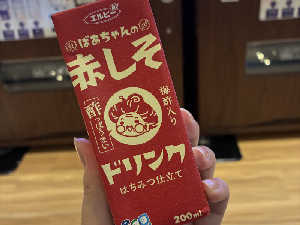 エルビー
ばあちゃんの
赤しそ
梅酢入り
ドリンク
はちみつ仕立て
200ml